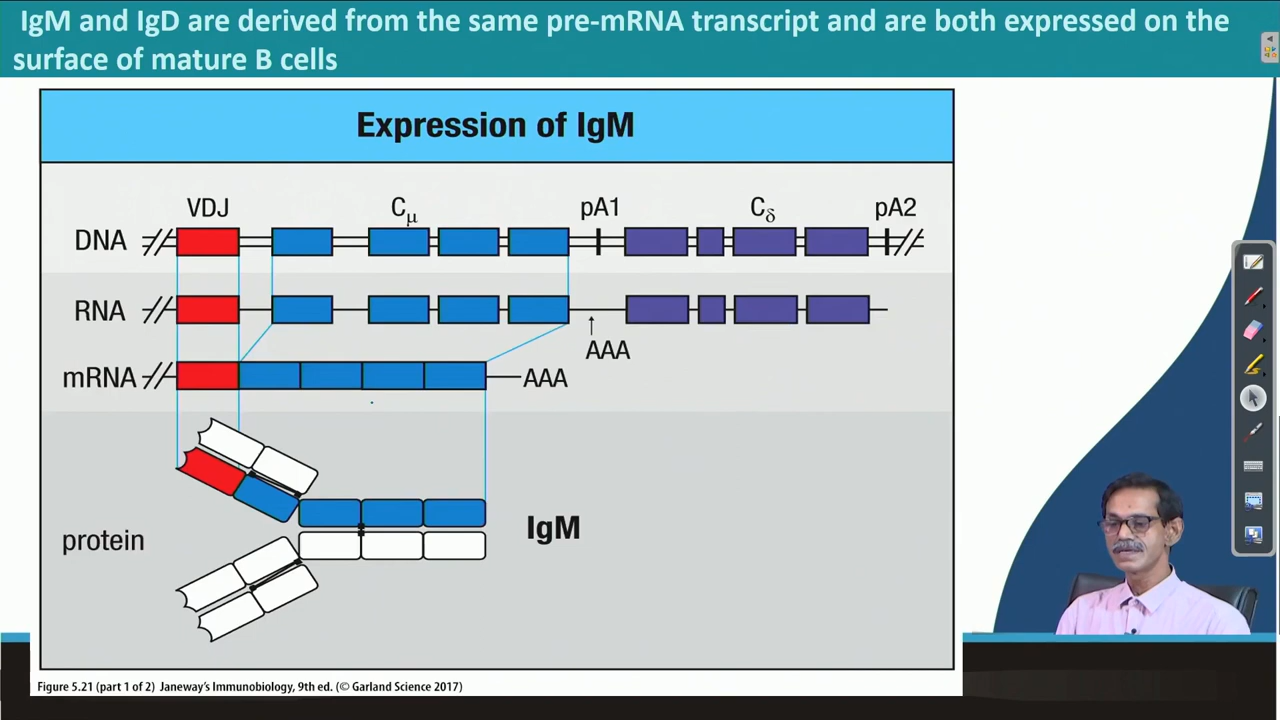 IgM and IgD are derived from the same pre-mRNA transcript and are both expressed on the
surface of mature B cells
Expression of IgM
VDJ Cμ pA1 Cδ pA2
DNA
RNA
AAA
mRNA AAA
protein IgM
Figure 5.21 (part 1 of 2) Janeway's Immunobiology, 9th ed. (© Garland Science 2017)